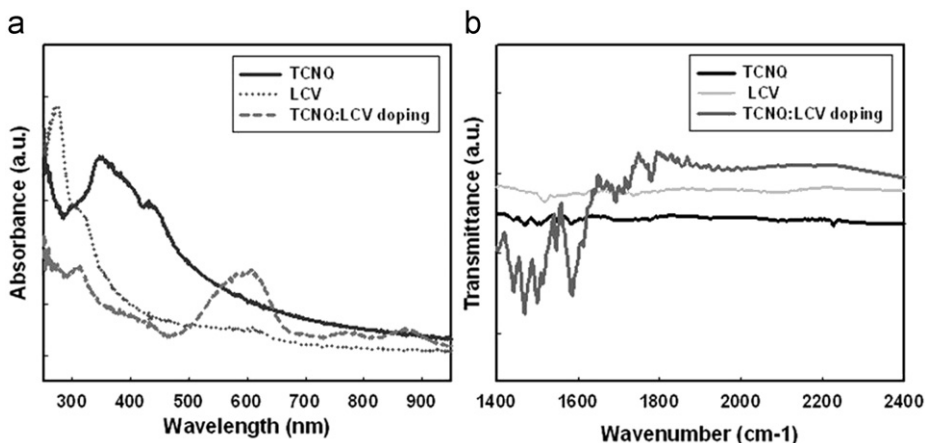 a
Absorbance (a.u.)
TCNQ
LCV
TCNQ:LCV doping
300 400 500 600 700 800 900
Wavelength (nm)
b
Transmittance (a.u.)
TCNQ
LCV
TCNQ:LCV doping
1400 1600 1800 2000 2200 2400
Wavenumber (cm-1)